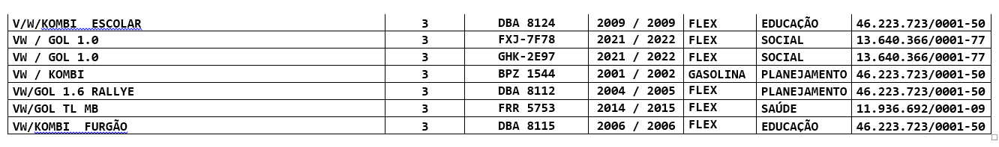 V/W/KOMBI  ESCOLAR 3 DBA 8124 2009 / 2009 FLEX EDUCAÇÃO 46.223.723/0001-50
VW / GOL 1.0 3 FXJ-7F78 2021 / 2022 FLEX SOCIAL 13.640.366/0001-77
VW / GOL 1.0 3 GHK-2E97 2021 / 2022 FLEX SOCIAL 13.640.366/0001-77
VW / KOMBI 3 BPZ 1544 2001 / 2002 GASOLINA PLANEJAMENTO 46.223.723/0001-50
VW/GOL 1.6 RALLYE 3 DBA 8112 2004 / 2005 FLEX PLANEJAMENTO 46.223.723/0001-50
VW/GOL TL MB 3 FRR 5753 2014 / 2015 FLEX SAÚDE 11.936.692/0001-09
VW/KOMBI  FURGÃO 3 DBA 8115 2006 / 2006 FLEX EDUCAÇÃO 46.223.723/0001-50